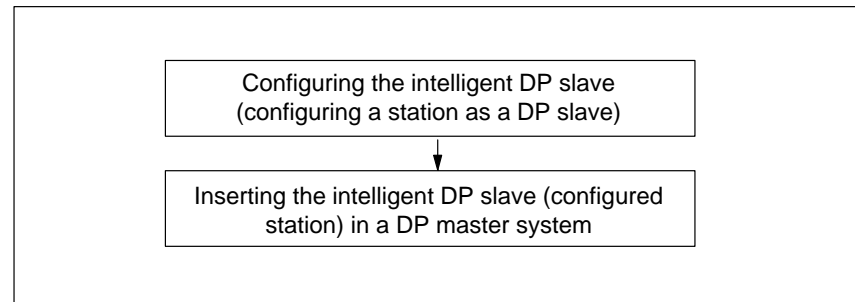 Configuring the intelligent DP slave
(configuring a station as a DP slave)
Inserting the intelligent DP slave (configured
station) in a DP master system